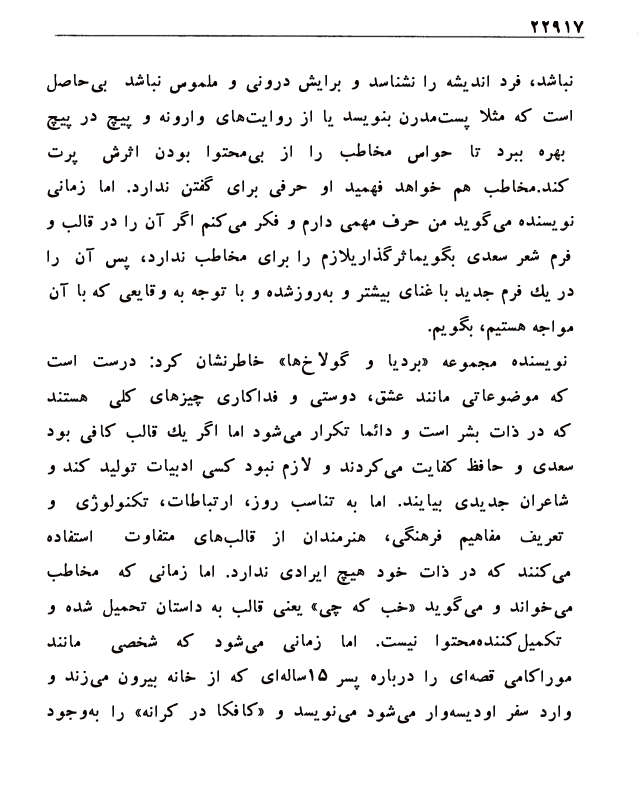 ۲۲۹۱۷
نباشد، فرد اندیشه را نشناسد و برایش درونی و ملموس نباشد بی‌حاصل
است که مثلا پست‌مدرن بنویسد یا از روایت‌های وارونه و پیچ در پیچ
بهره ببرد تا حواس مخاطب را از بی‌محتوا بودن اثرش پرت
کند.مخاطب هم خواهد فهمید او حرفی برای گفتن ندارد. اما زمانی
نویسنده می‌گوید من حرف مهمی دارم و فکر می‌کنم اگر آن را در قالب و
فرم شعر سعدی بگویم‌اثرگذاری‌لازم را برای مخاطب ندارد، پس آن را
در یك فرم جدید با غنای بیشتر و به‌روزشده و با توجه به وقایعی که با آن
مواجه هستیم، بگویم.
نویسنده مجموعه «بردیا و گولاخ‌ها» خاطرنشان کرد: درست است
که موضوعاتی مانند عشق، دوستی و فداکاری چیزهای کلی هستند
که در ذات بشر است و دائما تکرار می‌شود اما اگر یك قالب کافی بود
سعدی و حافظ کفایت می‌کردند و لازم نبود کسی ادبیات تولید کند و
شاعران جدیدی بیایند. اما به تناسب روز، ارتباطات، تکنولوژی و
تعریف مفاهیم فرهنگی، هنرمندان از قالب‌های متفاوت استفاده
می‌کنند که در ذات خود هیچ ایرادی ندارد. اما زمانی که مخاطب
می‌خواند و می‌گوید «خب که چی» یعنی قالب به داستان تحمیل شده و
تکمیل‌کننده‌محتوا نیست. اما زمانی می‌شود که شخصی مانند
موراکامی قصه‌ای را درباره پسر ۱۵ساله‌ای که از خانه بیرون می‌زند و
وارد سفر اودیسه‌وار می‌شود می‌نویسد و «کافکا در کرانه» را به‌وجود